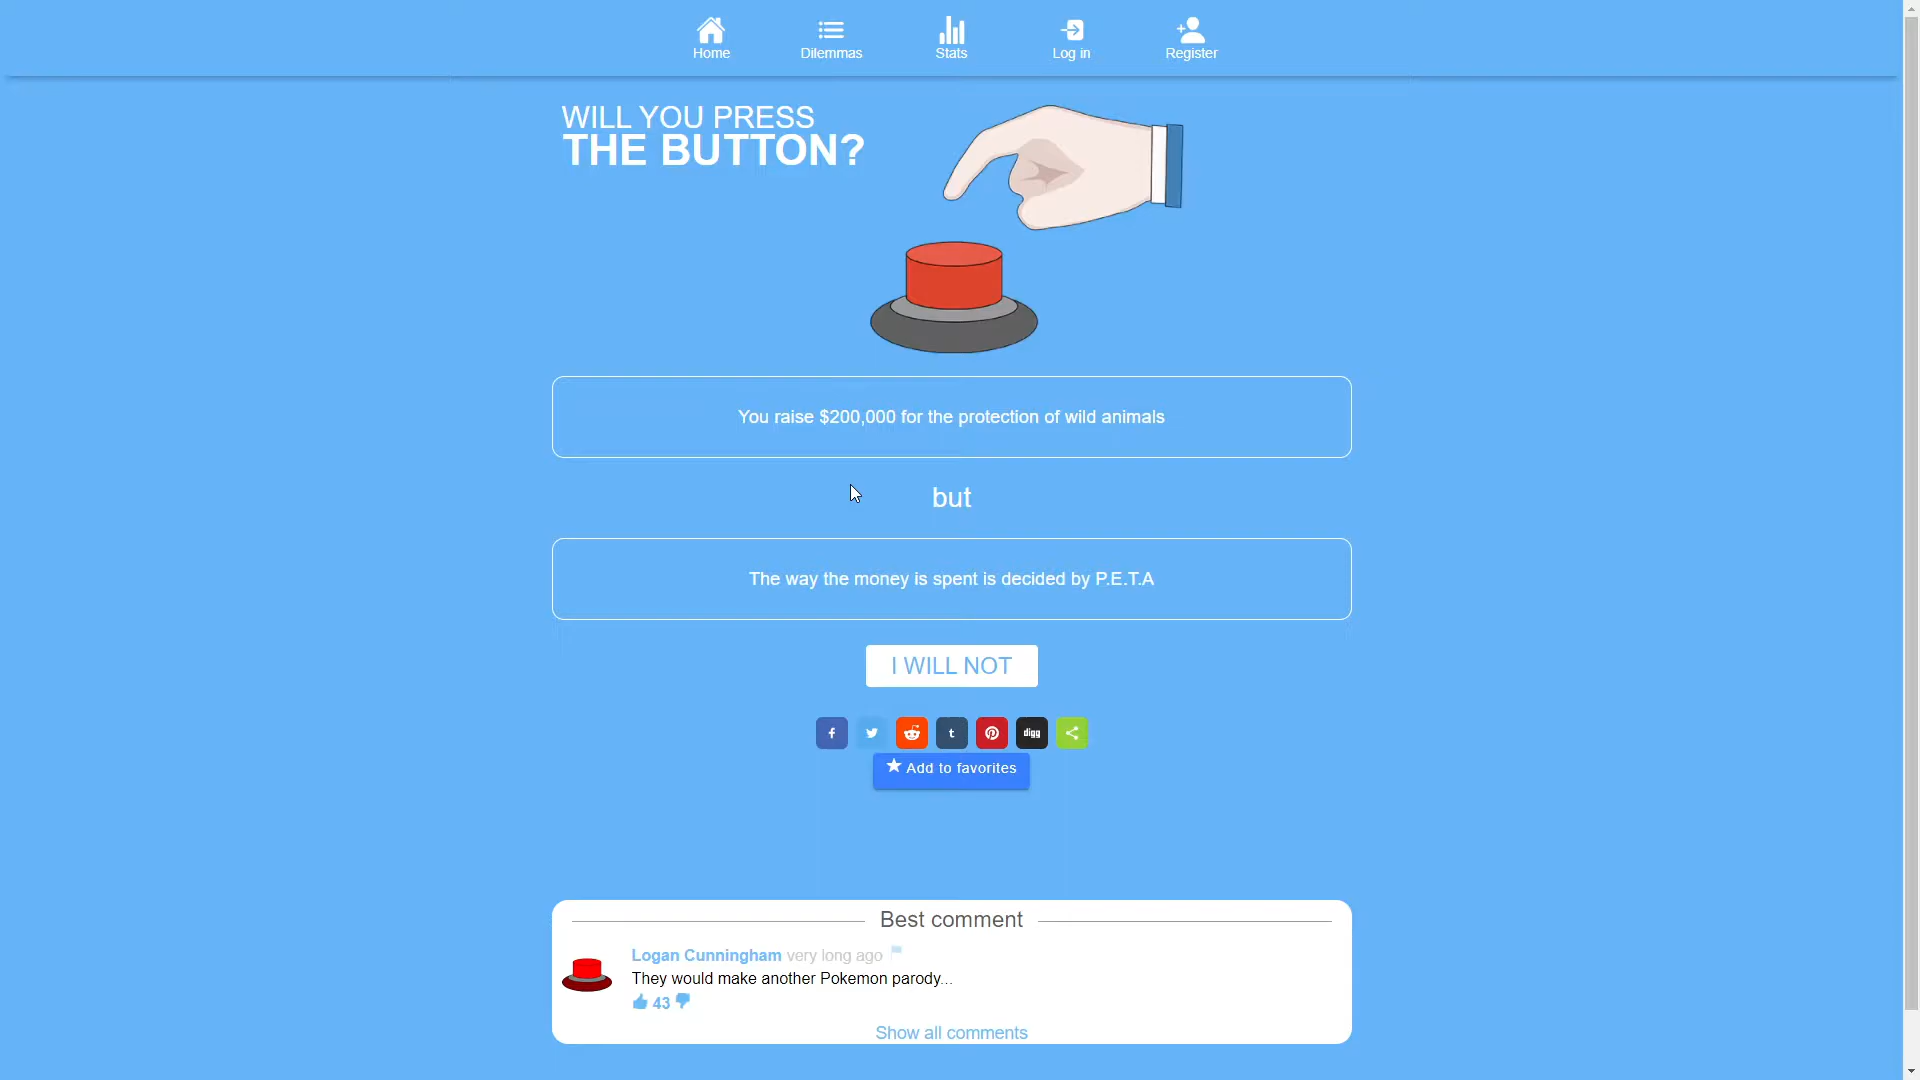 Home
Dilemmas
Stats
Log in
Register
WILL YOU PRESS
THE BUTTON?
You raise $200,000 for the protection of wild animals
but
The way the money is spent is decided by P.E.T.A
I WILL NOT
f
t
digg
Add to favorites
Best comment
Logan Cunningham very long ago
They would make another Pokemon parody...
43
Show all comments